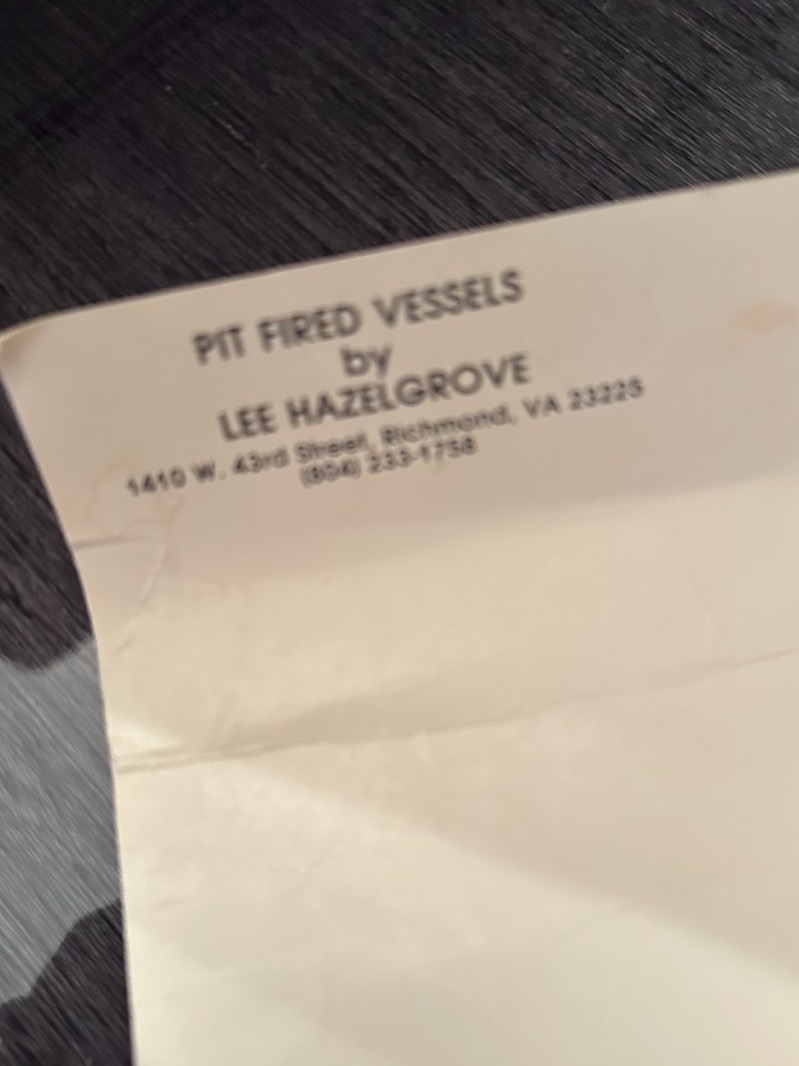 PIT FIRED VESSELS
by
LEE HAZELGROVE
1410 W. 43rd Street, Richmond, VA 23225
(804) 233-1758